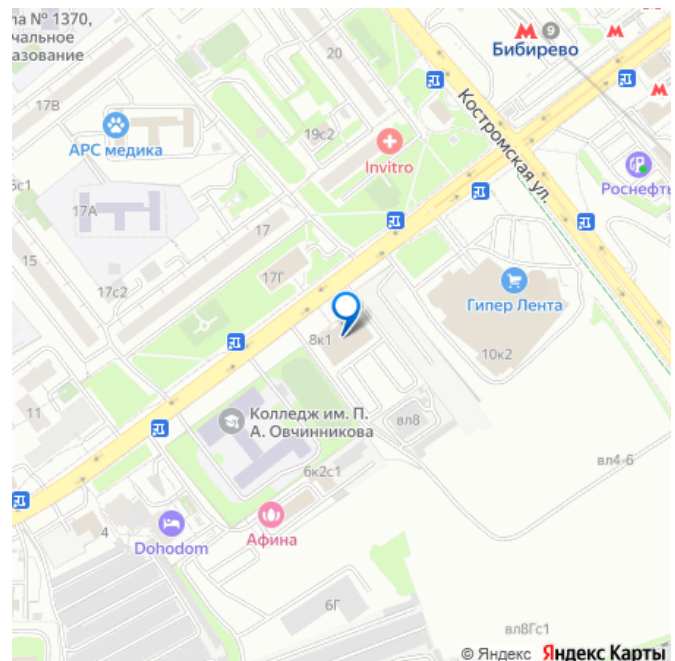 ла № 1370,
чальное
азование
20
М 9
Бибирево
17В
19с2
АРС медика
Invitro
Костромская ул.
Роснефть
5с1
17А
17
15
17Г
17с2
Гипер Лента
8к1
10к2
11
Колледж им. П.
А. Овчинникова
вл8
6к2с1
вл4-6
4
Dohodom
Афина
6Г
вл8Гс1
© Яндекс Яндекс Карты